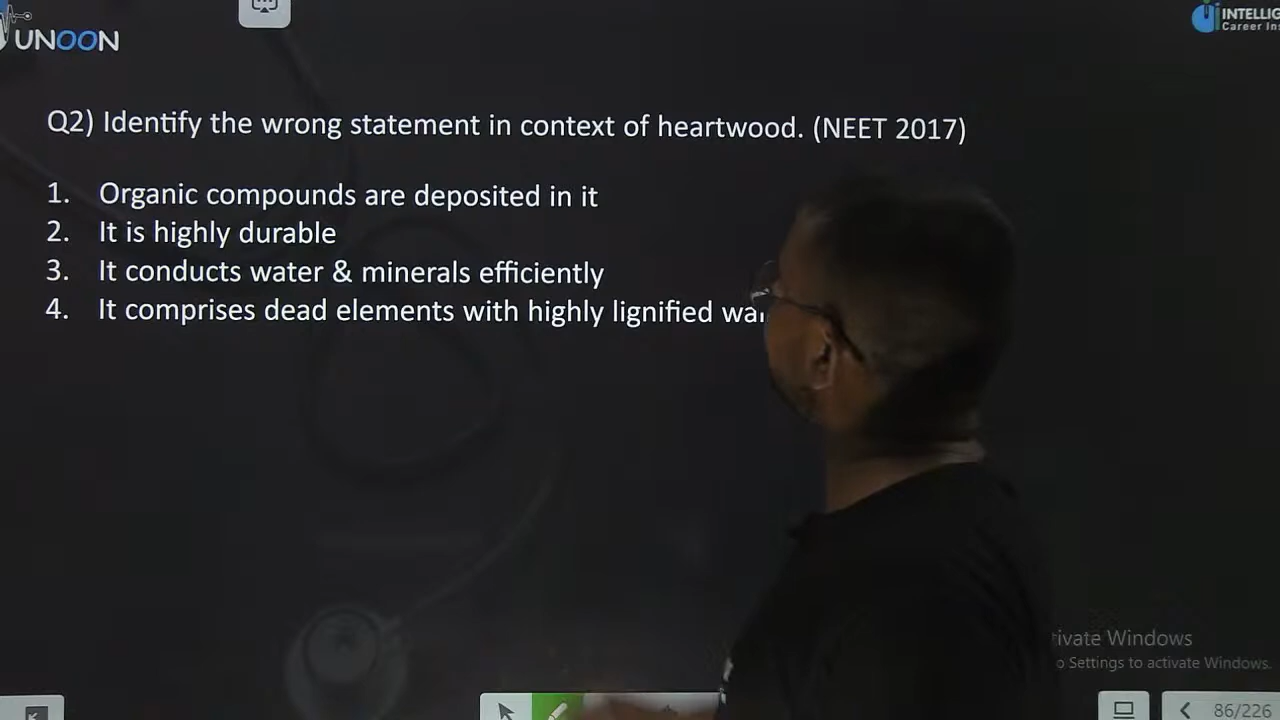 UNOON
INTELLIG
Career Ins
Q2) Identify the wrong statement in context of heartwood. (NEET 2017)
1. Organic compounds are deposited in it
2. It is highly durable
3. It conducts water & minerals efficiently
4. It comprises dead elements with highly lignified
ivate Windows
o Settings to activate Windows.
86/226